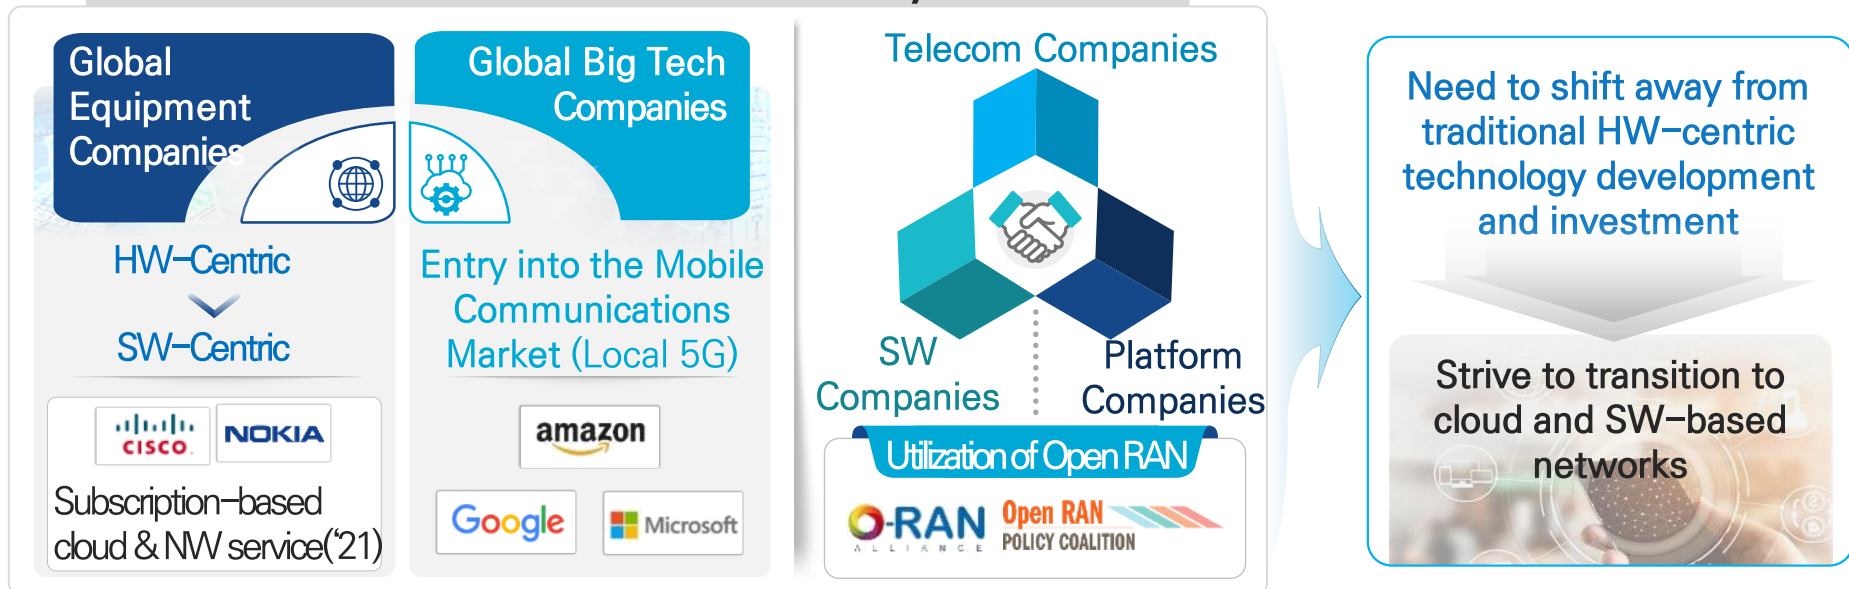 Global
Equipment
Companies
Global Big Tech
Companies
HW-Centric
SW-Centric
Entry into the Mobile
Communications
Market (Local 5G)
CISCO
NOKIA
Subscription-based
cloud & NW service('21)
amazon
Google
Microsoft
Telecom Companies
SW
Companies
Platform
Companies
Utilization of Open RAN
O-RAN
ALLIANCE
Open RAN
POLICY COALITION
Need to shift away from
traditional HW-centric
technology development
and investment
Strive to transition to
cloud and SW-based
networks